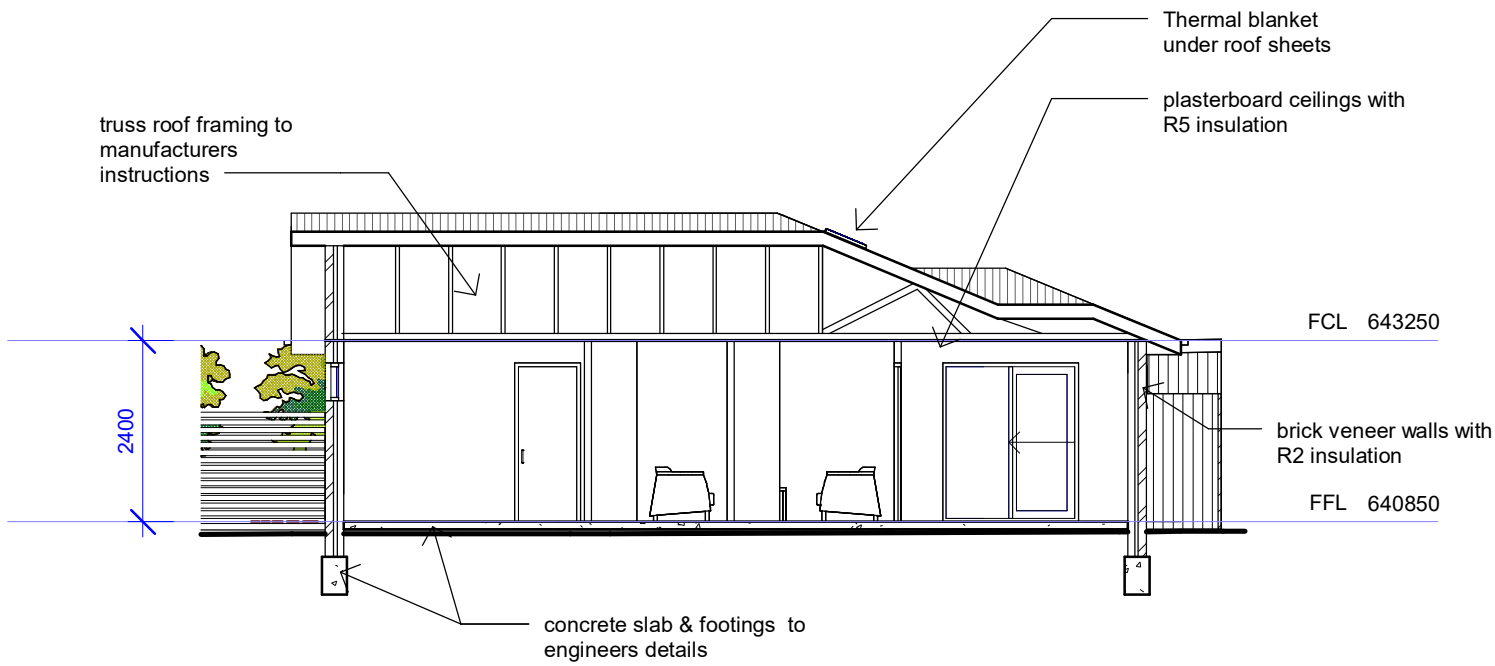 Thermal blanket
under roof sheets
plasterboard ceilings with
R5 insulation
truss roof framing to
manufacturers
instructions
FCL 643250
2400
brick veneer walls with
R2 insulation
FFL 640850
concrete slab & footings to
engineers details